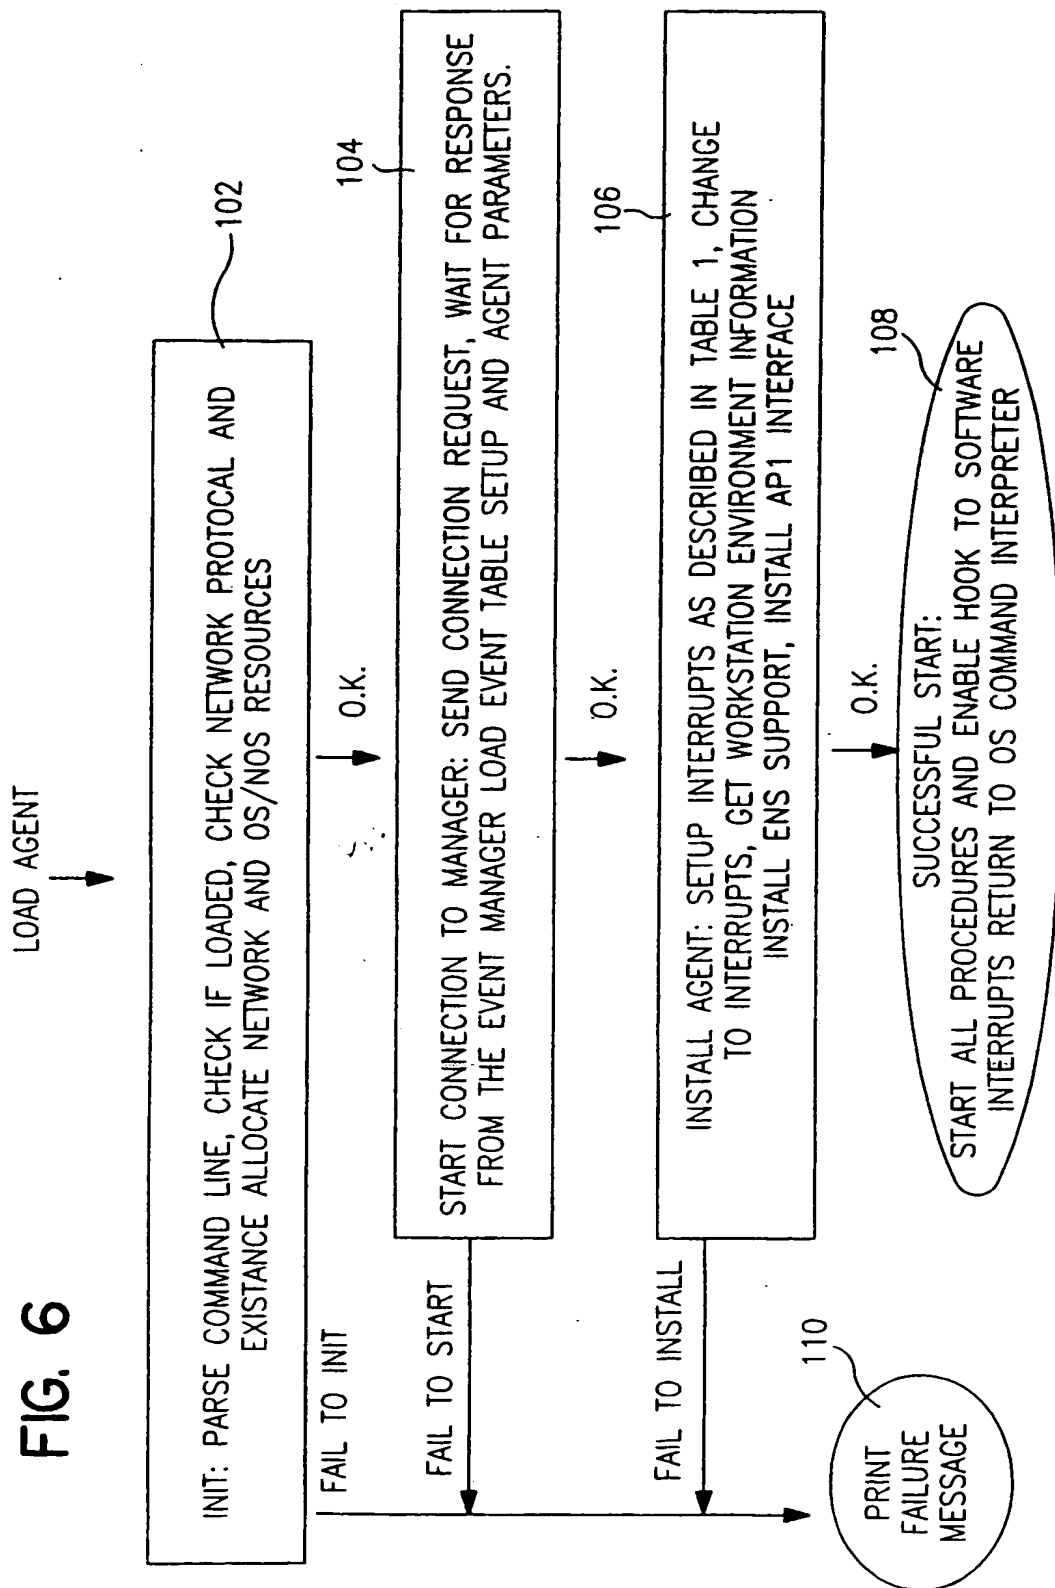 FIG. 6
LOAD AGENT
102
INIT: PARSE COMMAND LINE, CHECK IF LOADED, CHECK NETWORK PROTOCAL AND
EXISTANCE ALLOCATE NETWORK AND OS/NOS RESOURCES
FAIL TO INIT
O.K.
104
START CONNECTION TO MANAGER: SEND CONNECTION REQUEST, WAIT FOR RESPONSE
FROM THE EVENT MANAGER LOAD EVENT TABLE SETUP AND AGENT PARAMETERS.
FAIL TO START
O.K.
106
INSTALL AGENT: SETUP INTERRUPTS AS DESCRIBED IN TABLE 1, CHANGE
TO INTERRUPTS, GET WORKSTATION ENVIRONMENT INFORMATION
INSTALL ENS SUPPORT, INSTALL AP1 INTERFACE
FAIL TO INSTALL
O.K.
108
SUCCESSFUL START:
START ALL PROCEDURES AND ENABLE HOOK TO SOFTWARE
INTERRUPTS RETURN TO OS COMMAND INTERPRETER
110
PRINT
FAILURE
MESSAGE